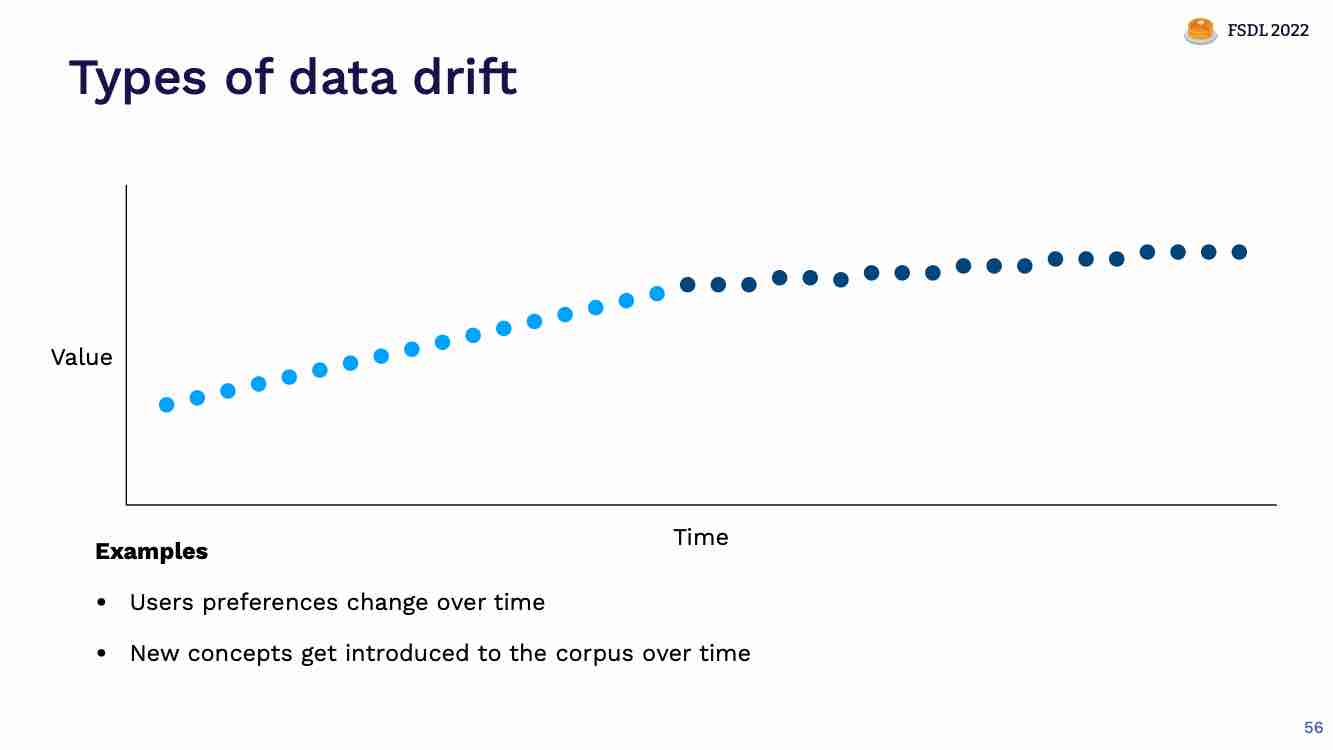 FSDL 2022
Types of data drift
Value
Time
Examples
• Users preferences change over time
• New concepts get introduced to the corpus over time
56